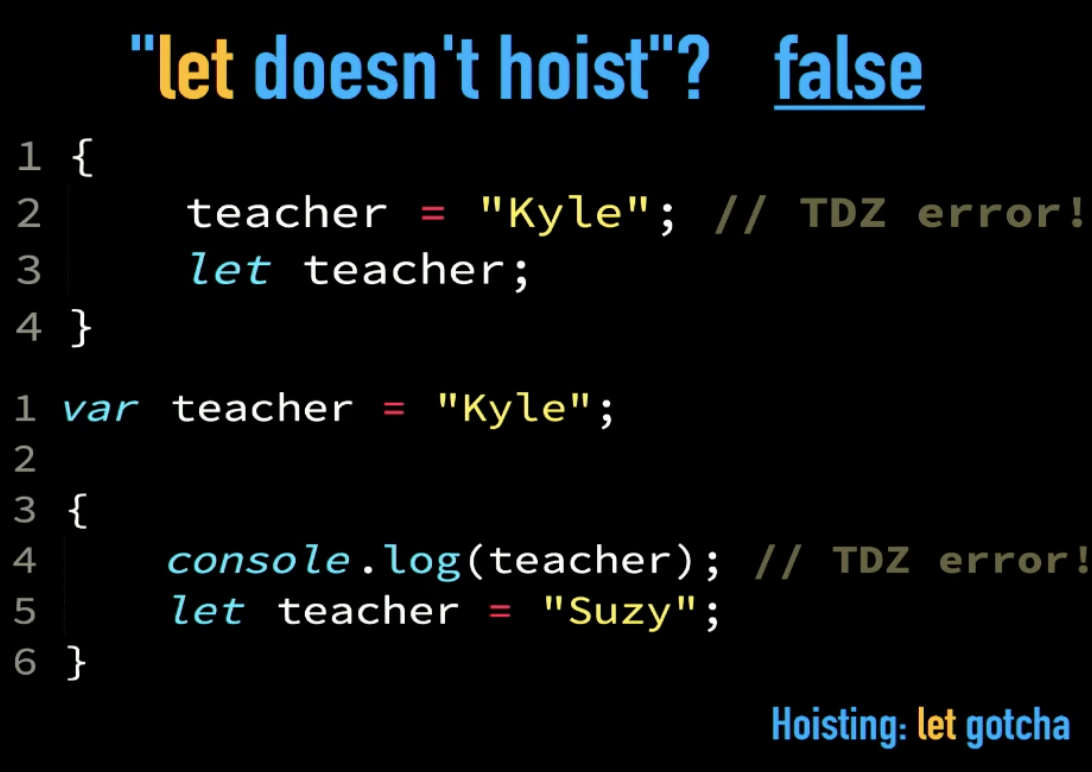 "let doesn't hoist"? false
1 {
2     teacher = "Kyle"; // TDZ error!
3     let teacher;
4 }
1 var teacher = "Kyle";
2
3 {
4     console.log(teacher); // TDZ error!
5     let teacher = "Suzy";
6 }
Hoisting: let gotcha